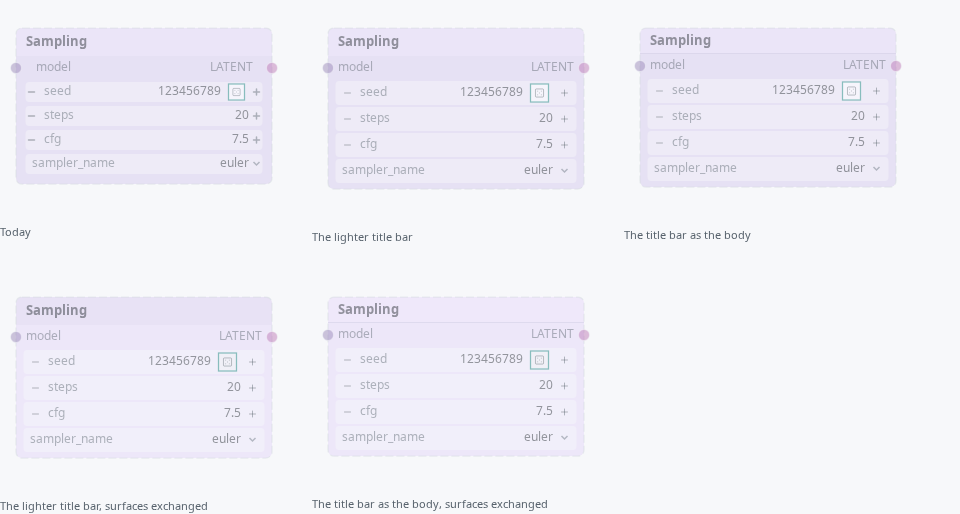 Sampling
model LATENT
− seed 123456789 +
− steps 20 +
− cfg 7.5 +
sampler_name euler
Today
Sampling
model LATENT
− seed 123456789 +
− steps 20 +
− cfg 7.5 +
sampler_name euler
The lighter title bar
Sampling
model LATENT
− seed 123456789 +
− steps 20 +
− cfg 7.5 +
sampler_name euler
The title bar as the body
Sampling
model LATENT
− seed 123456789 +
− steps 20 +
− cfg 7.5 +
sampler_name euler
The lighter title bar, surfaces exchanged
Sampling
model LATENT
− seed 123456789 +
− steps 20 +
− cfg 7.5 +
sampler_name euler
The title bar as the body, surfaces exchanged